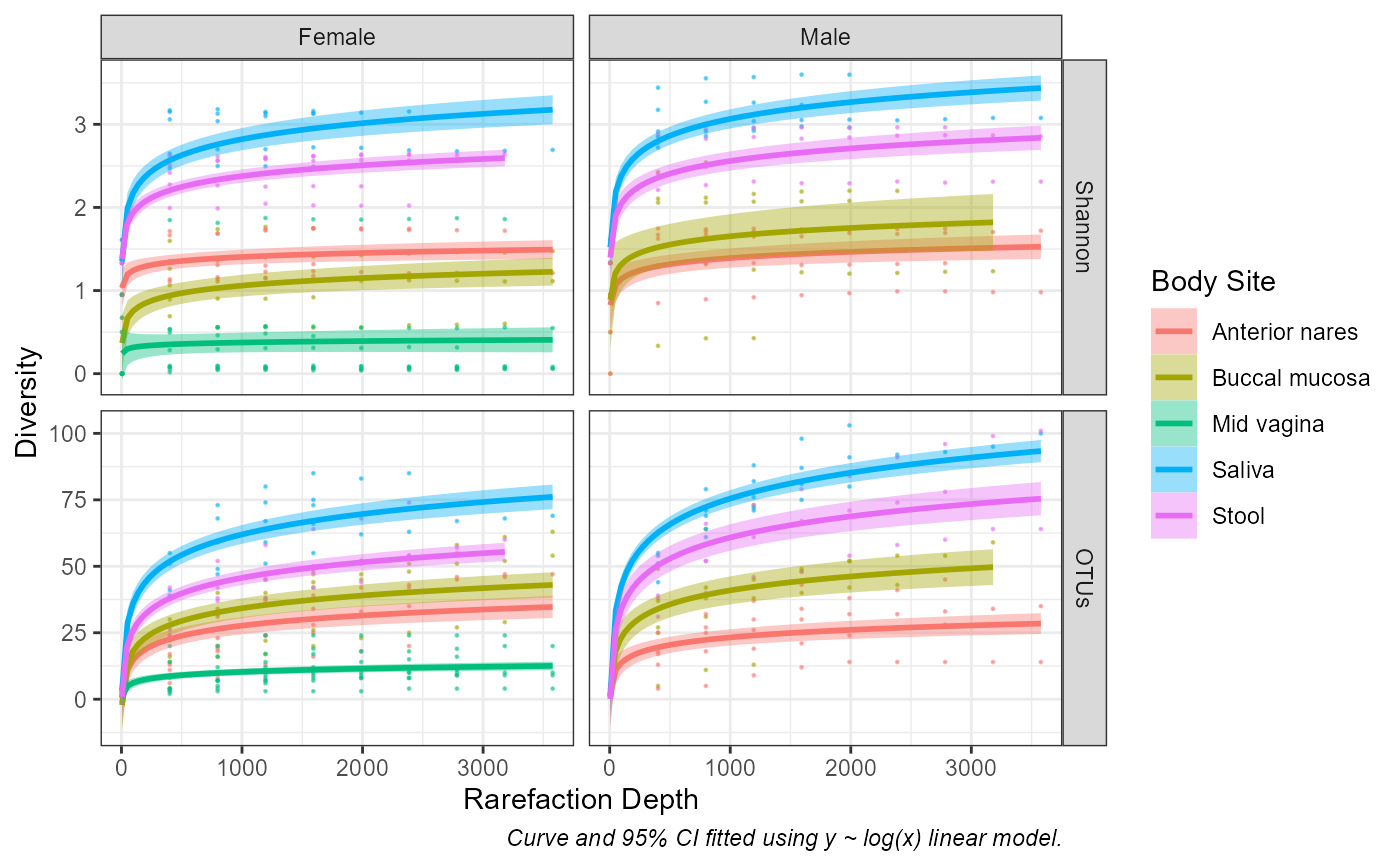 Female
Male
Diversity
3
2
1
0
Shannon
100
75
50
25
0
OTUs
0
1000
2000
3000
0
1000
2000
3000
Rarefaction Depth
Curve and 95% CI fitted using y ~ log(x) linear model.
Body Site
Anterior nares
Buccal mucosa
Mid vagina
Saliva
Stool